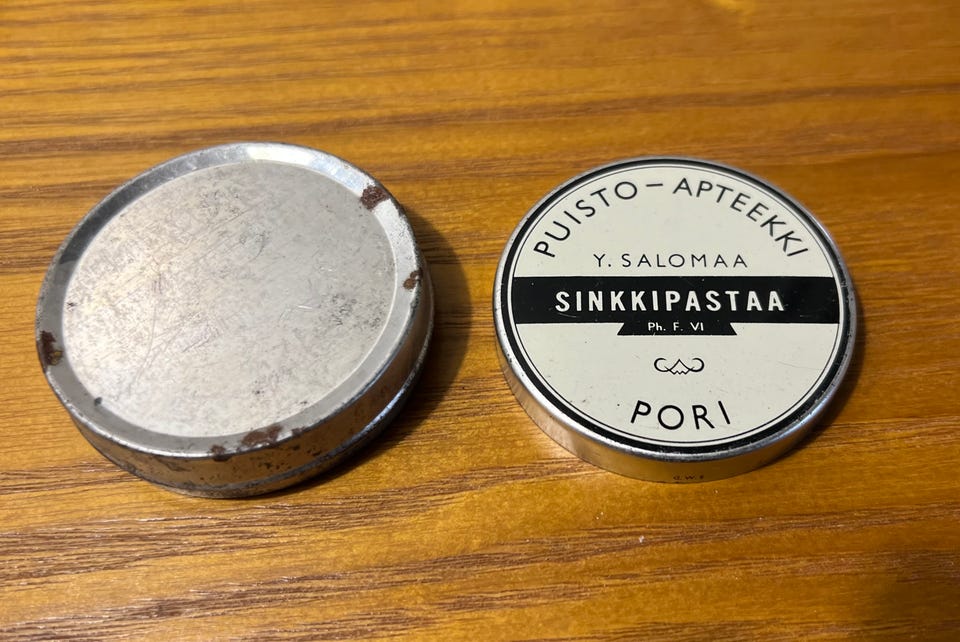 PUISTO-APTEEKKI
Y. SALOMAA
SINKKIPASTAA
Ph. F. VI
PORI